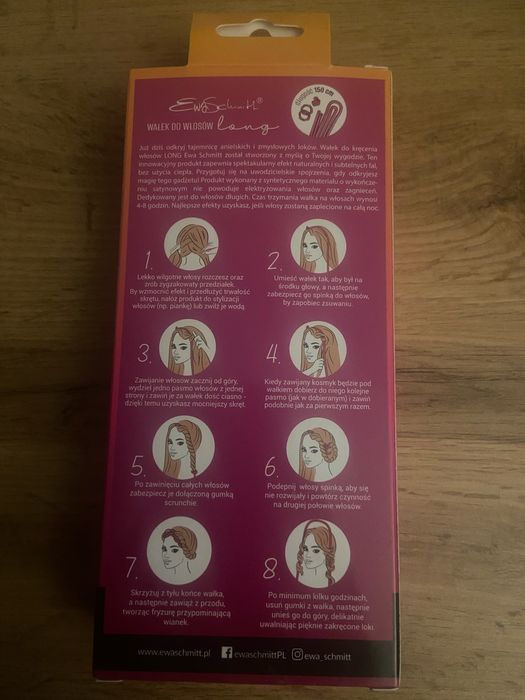 EwaSchmitt®
WAŁEK DO WŁOSÓW long
długość 150 cm
Już dziś odkryj tajemnicę anielskich i zmysłowych loków. Wałek do kręcenia
włosów LONG Ewa Schmitt został stworzony z myślą o Twojej wygodzie. Ten
innowacyjny produkt zapewnia spektakularny efekt naturalnych i subtelnych fal,
bez użycia ciepła. Przygotuj się na uwodzicielskie spojrzenia, gdy odkryjesz
magię tego gadżetu! Produkt wykonany z syntetycznego materiału o wykończe-
niu satynowym nie powoduje elektryzowania włosów oraz zagnieceń.
Dedykowany jest do włosów długich. Czas trzymania wałka na włosach wynosi
4-8 godzin. Najlepsze efekty uzyskasz, jeśli włosy zostaną zaplecione na całą noc.
1.
Lekko wilgotne włosy rozczesz oraz
zrób zygzakowaty przedziałek.
By wzmocnić efekt i przedłużyć trwałość
skrętu, nałóż produkt do stylizacji
włosów (np. piankę) lub zwilż je wodą.
2.
Umieść wałek tak, aby był na
środku głowy, a następnie
zabezpiecz go spinką do włosów,
by zapobiec zsuwaniu.
3.
Zawijanie włosów zacznij od góry,
wydziel jedno pasmo włosów z jednej
strony i zawiń je za wałek dość ciasno -
dzięki temu uzyskasz mocniejszy skręt.
4.
Kiedy zawijany kosmyk będzie pod
wałkiem dobierz do niego kolejne
pasmo (jak w dobieranym) i zawiń
podobnie jak za pierwszym razem.
5.
Po zawinięciu całych włosów
zabezpiecz je dołączoną gumką
scrunchie.
6.
Podepnij włosy spinką, aby się
nie rozwijały i powtórz czynność
na drugiej połowie włosów.
7.
Skrzyżuj z tyłu końce wałka,
a następnie zawiąż z przodu,
tworząc fryzurę przypominającą
wianek.
8.
Po minimum kilku godzinach,
usuń gumki z wałka, następnie
unieś go do góry, delikatnie
uwalniając pięknie zakręcone loki.
www.ewaschmitt.pl ewaschmittPL ewa_schmitt